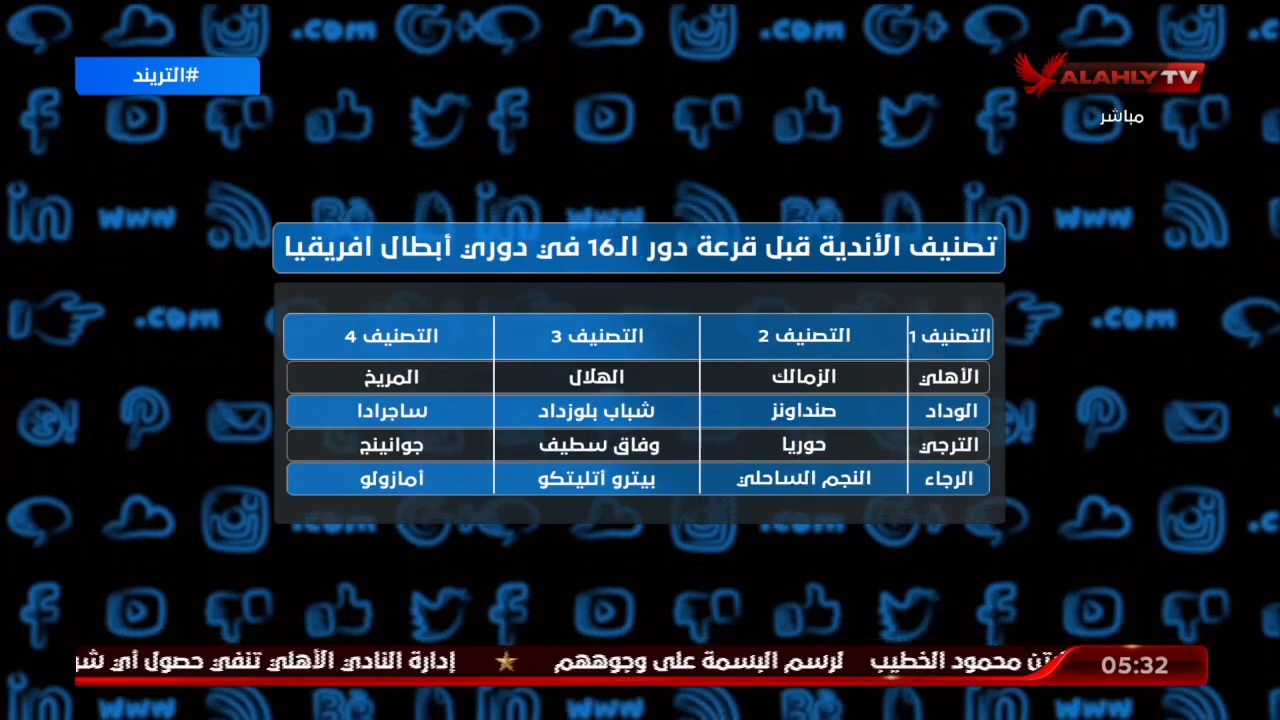 #التريند
ALAHLY TV
مباشر
تصنيف الأندية قبل قرعة دور الـ16 في دوري أبطال افريقيا
التصنيف 1 التصنيف 2 التصنيف 3 التصنيف 4
الأهلي الزمالك الهلال المريخ
الوداد صنداونز شباب بلوزداد ساجرادا
الترجي حوريا وفاق سطيف جوانينج
الرجاء النجم الساحلي بيترو أتليتكو أمازولو
05:32 محمود الخطيب لرسم البسمة على وجوههم ★ إدارة النادي الأهلي تنفي حصول أي